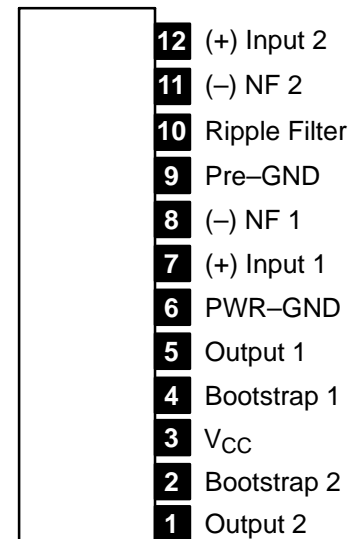 12 (+) Input 2
11 (–) NF 2
10 Ripple Filter
9 Pre–GND
8 (–) NF 1
7 (+) Input 1
6 PWR–GND
5 Output 1
4 Bootstrap 1
3 VCC
2 Bootstrap 2
1 Output 2